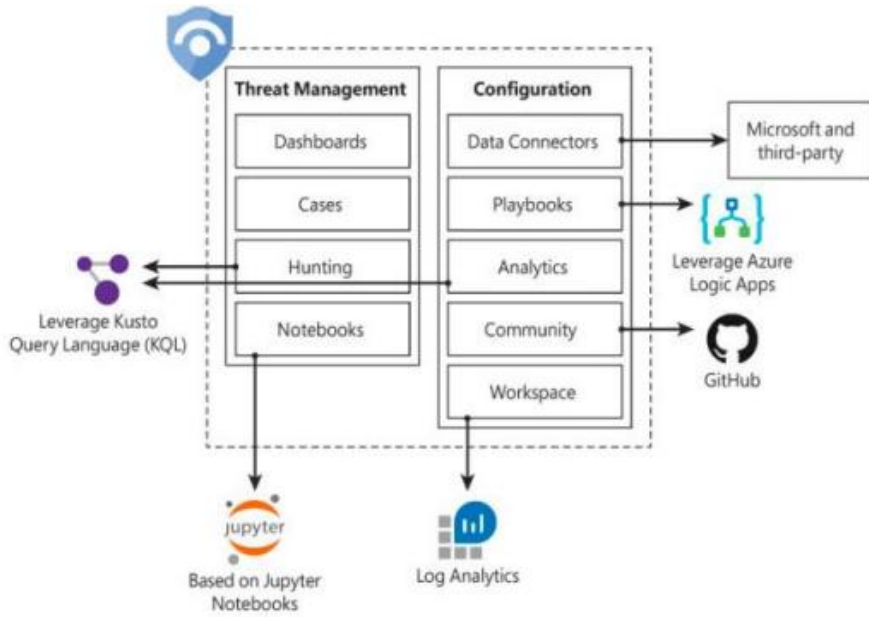 Threat Management
Configuration
Dashboards
Data Connectors
Microsoft and
third-party
Cases
Playbooks
Leverage Azure
Logic Apps
Hunting
Analytics
Leverage Kusto
Query Language (KQL)
Notebooks
Community
GitHub
Workspace
jupyter
Based on Jupyter
Notebooks
Log Analytics